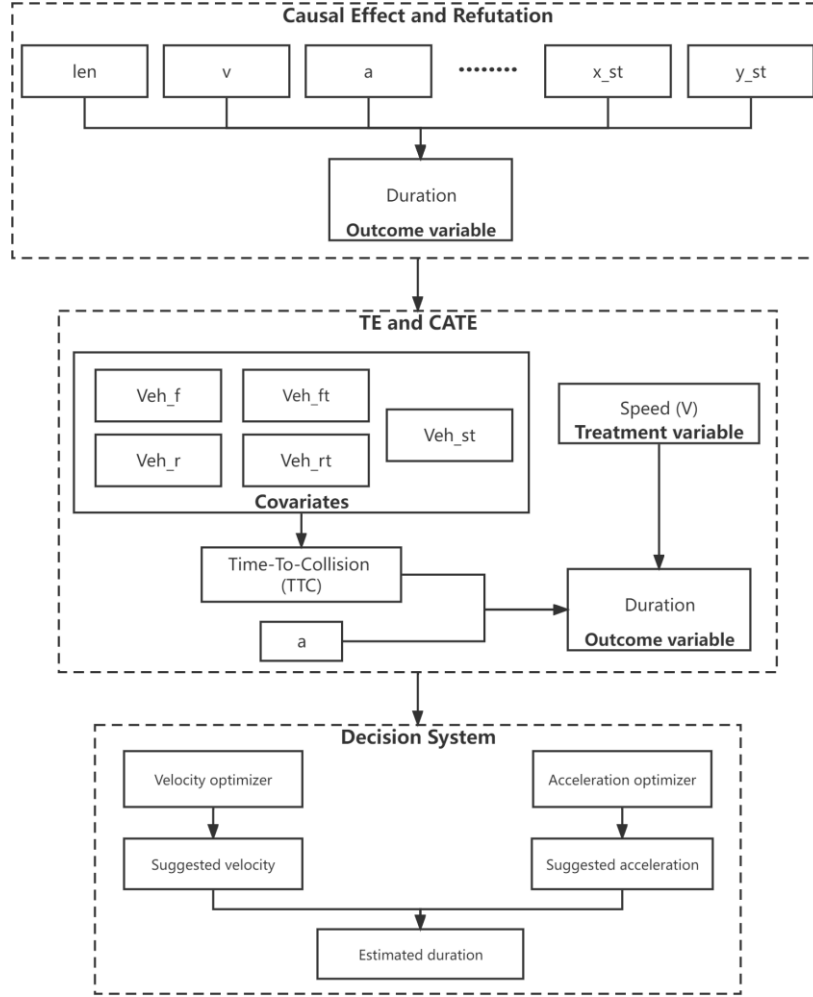 Causal Effect and Refutation
len
v
a
........
x_st
y_st
Duration
Outcome variable
TE and CATE
Veh_f
Veh_ft
Veh_st
Veh_r
Veh_rt
Covariates
Speed (V)
Treatment variable
Time-To-Collision
(TTC)
a
Duration
Outcome variable
Decision System
Velocity optimizer
Acceleration optimizer
Suggested velocity
Suggested acceleration
Estimated duration